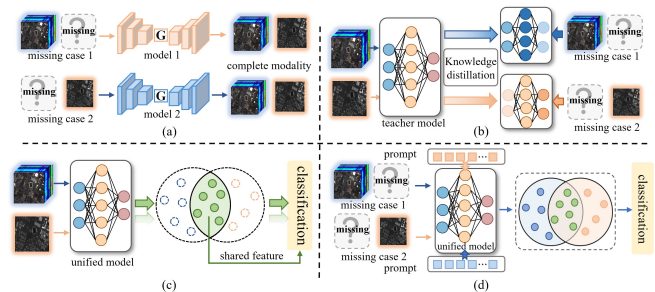 missing
missing case 1
G
model 1
complete modality
missing
missing case 2
G
model 2
(a)
Knowledge
distillation
teacher model
missing
missing case 1
missing
missing case 2
(b)
unified model
shared feature
classification
(c)
prompt
missing
missing case 1
missing
missing case 2
unified model
prompt
classification
(d)